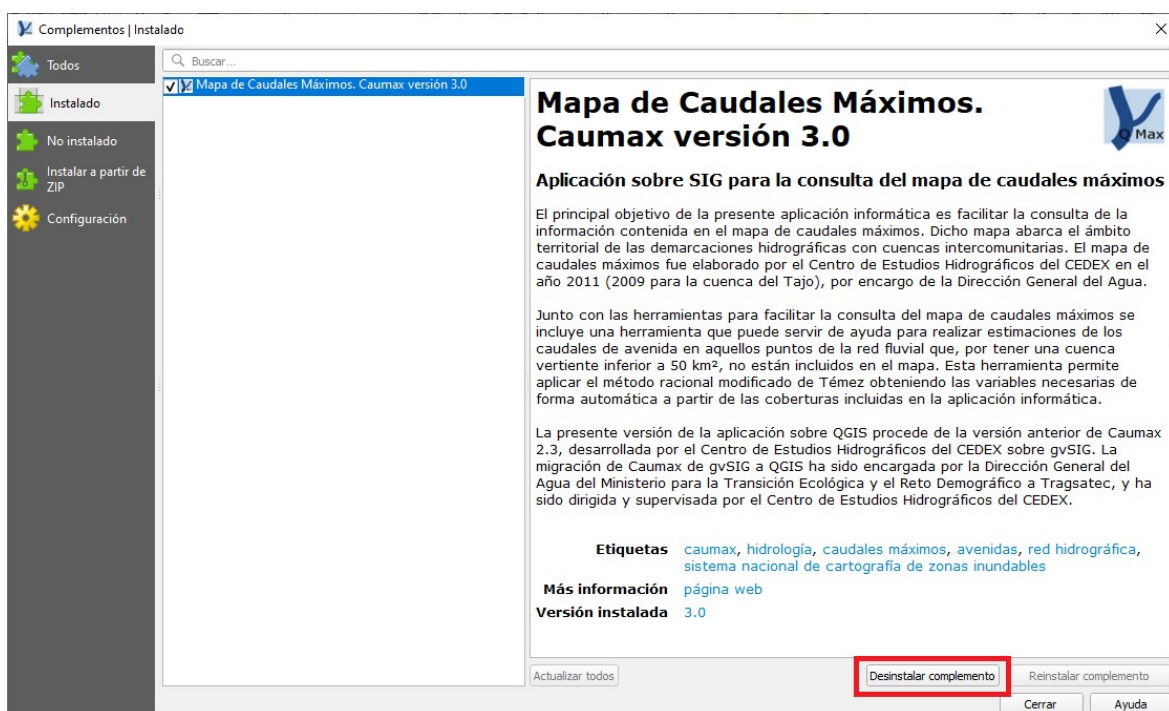 Complementos | Instalado
Todos
Instalado
No instalado
Instalar a partir de
ZIP
Configuración
Buscar...
Mapa de Caudales Máximos. Caumax versión 3.0
Mapa de Caudales Máximos.
Caumax versión 3.0
Q Max
Aplicación sobre SIG para la consulta del mapa de caudales máximos
El principal objetivo de la presente aplicación informática es facilitar la consulta de la
información contenida en el mapa de caudales máximos. Dicho mapa abarca el ámbito
territorial de las demarcaciones hidrográficas con cuencas intercomunitarias. El mapa de
caudales máximos fue elaborado por el Centro de Estudios Hidrográficos del CEDEX en el
año 2011 (2009 para la cuenca del Tajo), por encargo de la Dirección General del Agua.
Junto con las herramientas para facilitar la consulta del mapa de caudales máximos se
incluye una herramienta que puede servir de ayuda para realizar estimaciones de los
caudales de avenida en aquellos puntos de la red fluvial que, por tener una cuenca
vertiente inferior a 50 km², no están incluidos en el mapa. Esta herramienta permite
aplicar el método racional modificado de Témez obteniendo las variables necesarias de
forma automática a partir de las coberturas incluidas en la aplicación informática.
La presente versión de la aplicación sobre QGIS procede de la versión anterior de Caumax
2.3, desarrollada por el Centro de Estudios Hidrográficos del CEDEX sobre gvSIG. La
migración de Caumax de gvSIG a QGIS ha sido encargada por la Dirección General del
Agua del Ministerio para la Transición Ecológica y el Reto Demográfico a Tragsatec, y ha
sido dirigida y supervisada por el Centro de Estudios Hidrográficos del CEDEX.
Etiquetas caumax, hidrología, caudales máximos, avenidas, red hidrográfica,
sistema nacional de cartografía de zonas inundables
Más información página web
Versión instalada 3.0
Actualizar todos
Desinstalar complemento
Reinstalar complemento
Cerrar
Ayuda